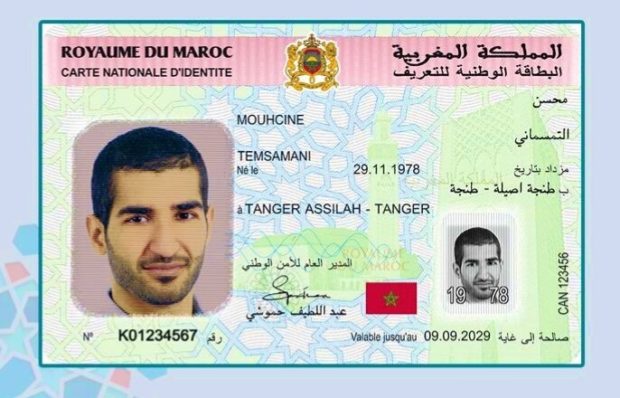 ROYAUME DU MAROC
المملكة المغربية
CARTE NATIONALE D'IDENTITE
البطاقة الوطنية للتعريف
محسن
MOUHCINE
التمسماني
TEMSAMANI
Né le 29.11.1978 مزداد بتاريخ
ب طنجة اصيلة - طنجة
à TANGER ASSILAH - TANGER
ROYAUME DU MAROC
المدير العام للأمن الوطني
عبد اللطيف حموشي
1978
CAN 123456
N° K01234567 رقم
Valable jusqu'au 09.09.2029 صالحة إلى غاية